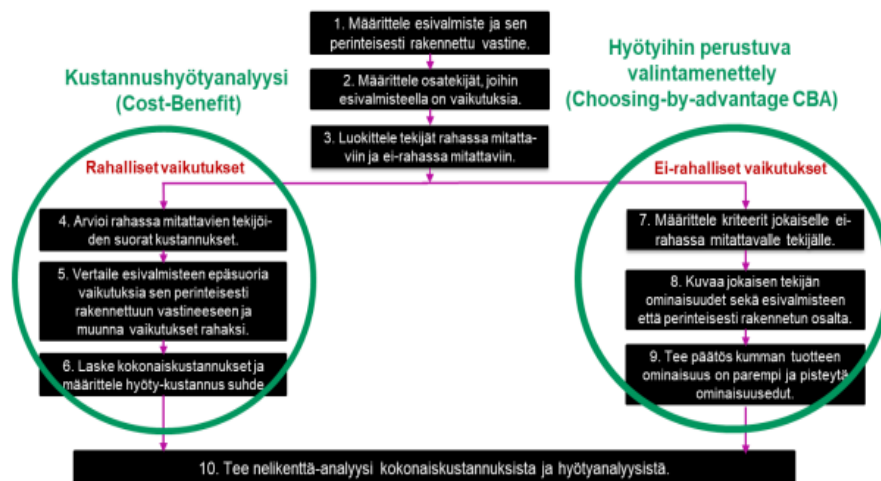 1. Määrittele esivalmiste ja sen
perinteisesti rakennettu vastine.
Kustannushyötyanalyysi
(Cost-Benefit)
Hyötyihin perustuva
valintamenettely
(Choosing-by-advantage CBA)
2. Määrittele osatekijät, joihin
esivalmisteella on vaikutuksia.
3. Luokittele tekijät rahassa mitatta-
viin ja ei-rahassa mitattaviin.
Rahalliset vaikutukset
Ei-rahalliset vaikutukset
4. Arvioi rahassa mitattavien tekijöi-
den suorat kustannukset.
5. Vertaile esivalmisteen epäsuoria
vaikutuksia sen perinteisesti
rakennettuun vastineeseen ja
muunna vaikutukset rahaksi.
6. Laske kokonaiskustannukset ja
määrittele hyöty-kustannus suhde
7. Määrittele kriteerit jokaiselle ei-
rahassa mitattavalle tekijälle.
8. Kuvaa jokaisen tekijän
ominaisuudet sekä esivalmisteen
että perinteisesti rakennetun osalta.
9. Tee päätös kumman tuotteen
ominaisuus on parempi ja pisteytä
ominaisuusedut.
10. Tee nelikenttä-analyysi kokonaiskustannuksista ja hyötyanalyysistä.